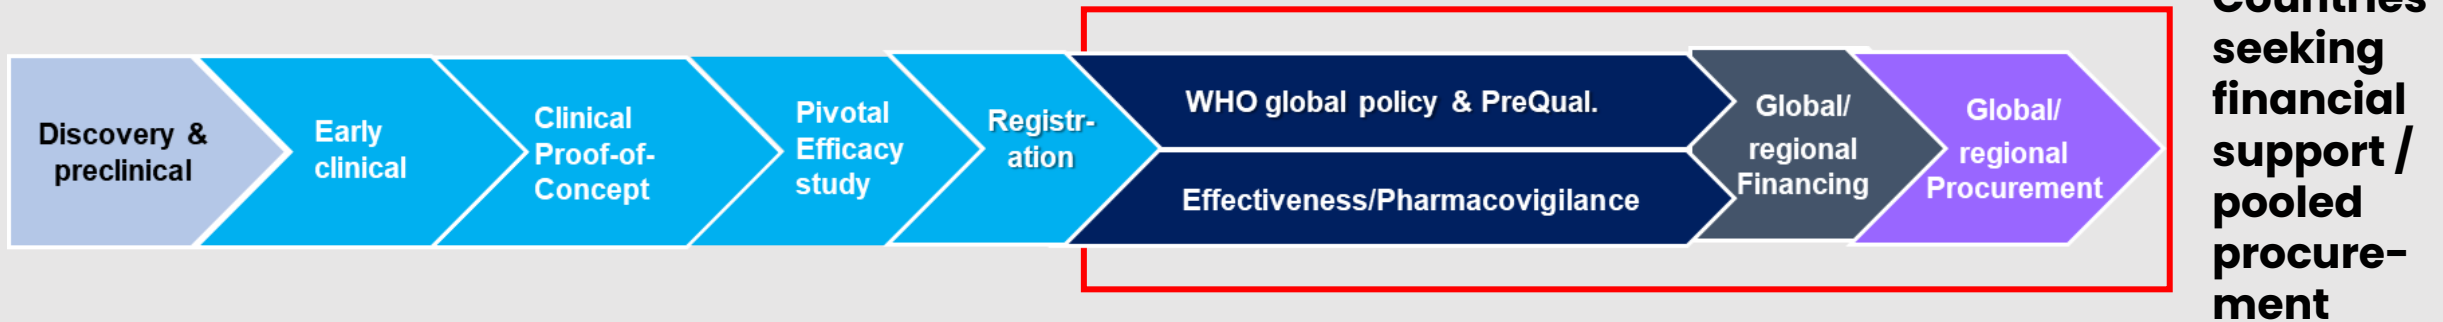 Discovery &
preclinical
Early
clinical
Clinical
Proof-of-
Concept
Pivotal
Efficacy
study
Registr-
ation
WHO global policy & PreQual.
Effectiveness/Pharmacovigilance
Global/
regional
Financing
Global/
regional
Procurement
Countries
seeking
financial
support /
pooled
procure-
ment